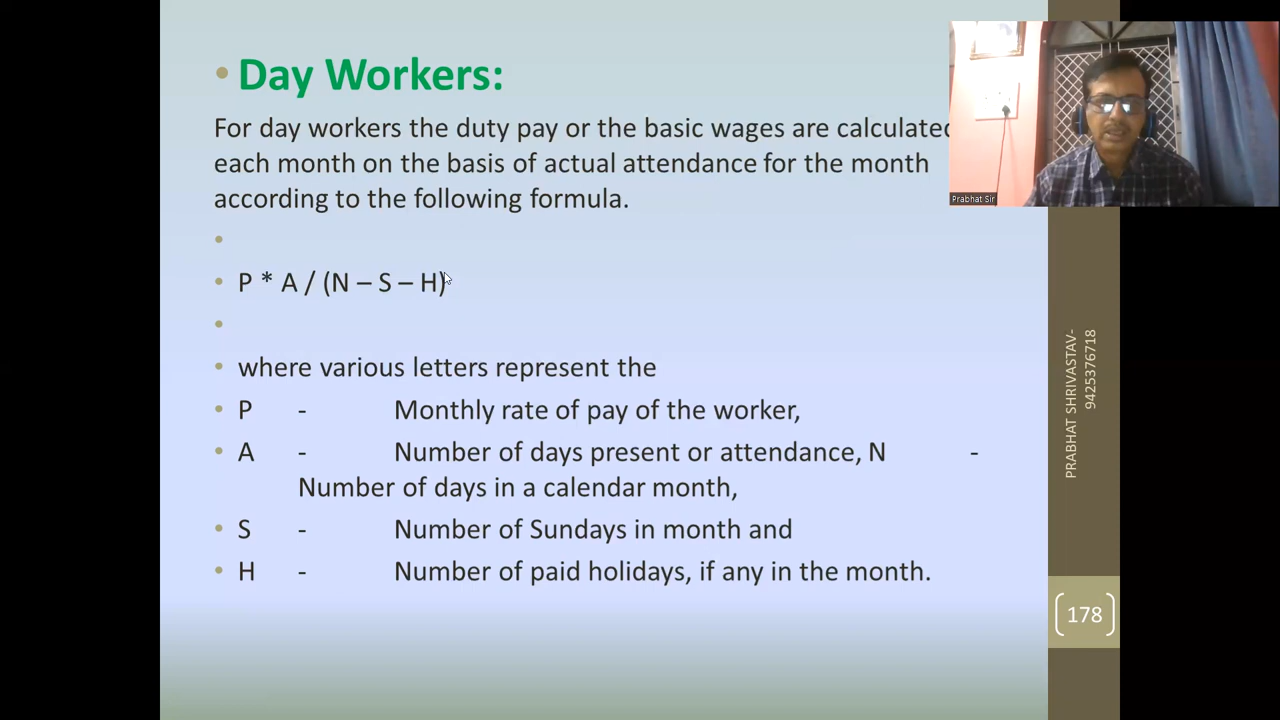 • Day Workers:
For day workers the duty pay or the basic wages are calculated
each month on the basis of actual attendance for the month
according to the following formula.
•
• P * A / (N – S – H)
•
• where various letters represent the
• P - Monthly rate of pay of the worker,
• A - Number of days present or attendance, N -
Number of days in a calendar month,
• S - Number of Sundays in month and
• H - Number of paid holidays, if any in the month.
Prabhat Sir
PRABHAT SHRIVASTAV-
9425376718
178